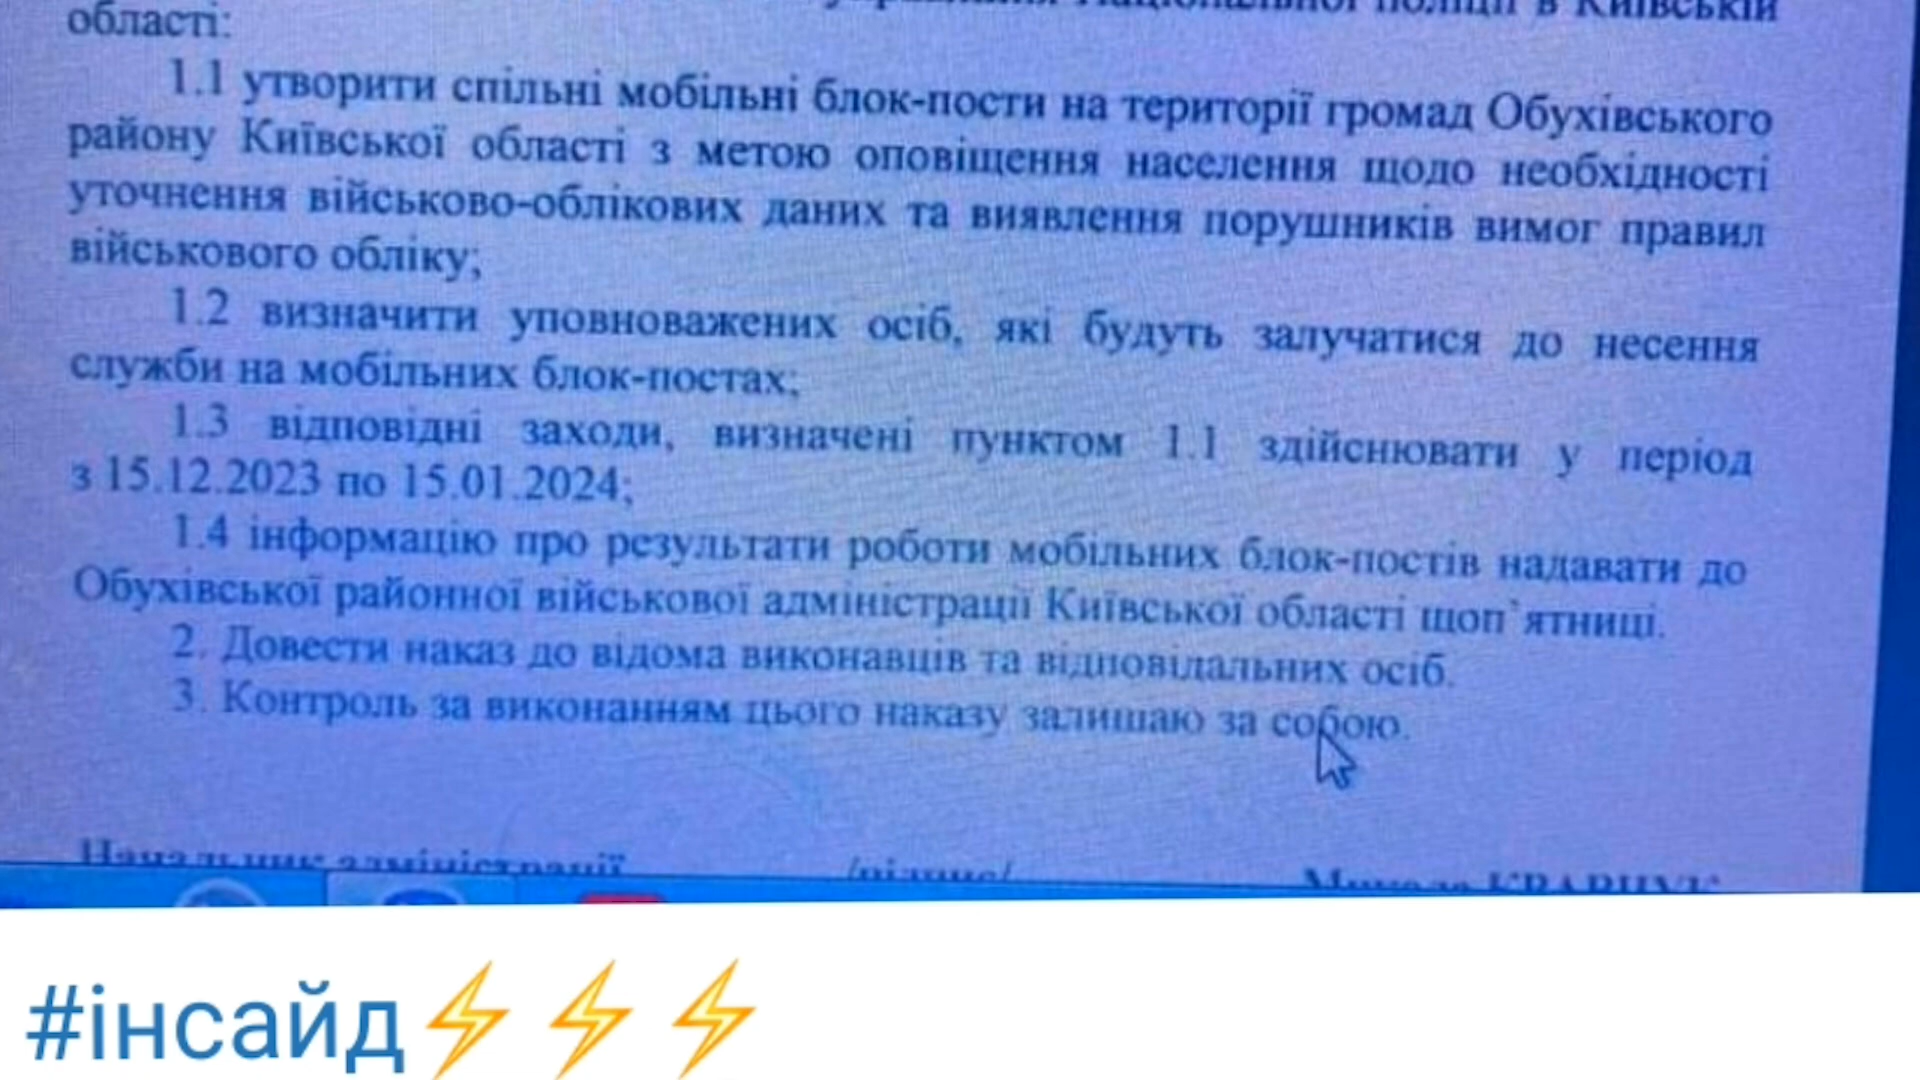 Національної поліції в Київській
області:
1.1 утворити спільні мобільні блок-пости на території громад Обухівського
району Київської області з метою оповіщення населення щодо необхідності
уточнення військово-облікових даних та виявлення порушників вимог правил
військового обліку;
1.2 визначити уповноважених осіб, які будуть залучатися до несення
служби на мобільних блок-постах;
1.3 відповідні заходи, визначені пунктом 1.1 здійснювати у період
з 15.12.2023 по 15.01.2024;
1.4 інформацію про результати роботи мобільних блок-постів надавати до
Обухівської районної військової адміністрації Київської області щоп’ятниці.
2. Довести наказ до відома виконавців та відповідальних осіб.
3. Контроль за виконанням цього наказу залишаю за собою.
Начальник адміністрації
#інсайд⚡⚡⚡